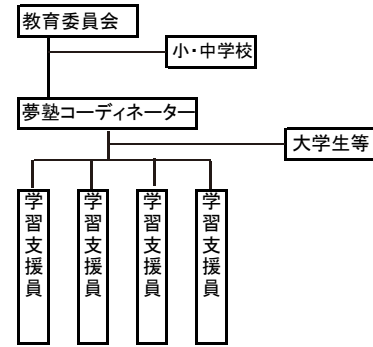 教育委員会
小・中学校
夢塾コーディネーター
大学生等
学習支援員
学習支援員
学習支援員
学習支援員